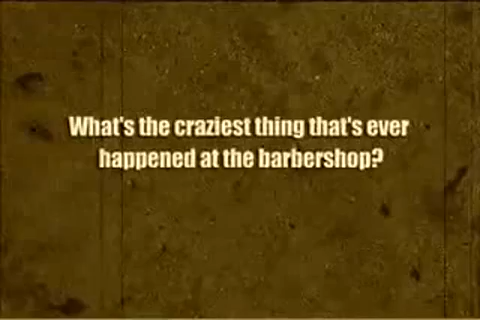 What's the craziest thing that's ever
happened at the barbershop?